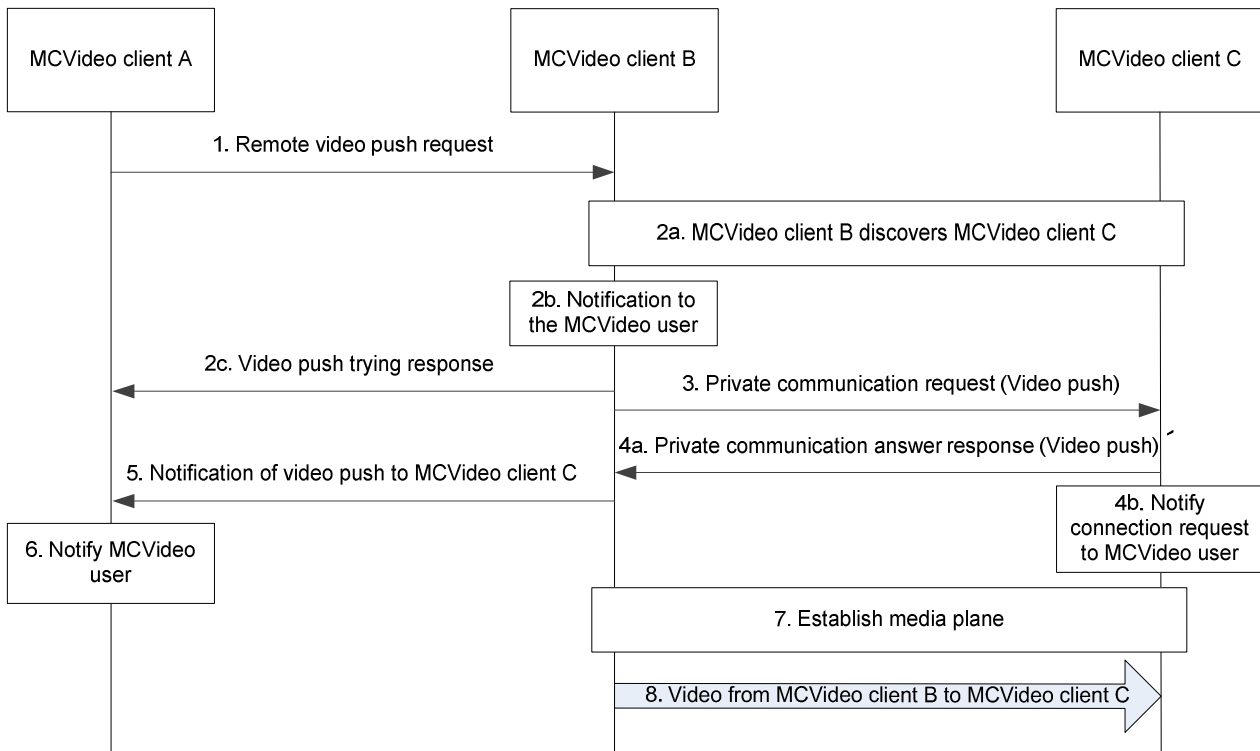 MCVideo client A
MCVideo client B
MCVideo client C
1. Remote video push request
2a. MCVideo client B discovers MCVideo client C
2b. Notification to
the MCVideo user
2c. Video push trying response
3. Private communication request (Video push)
4a. Private communication answer response (Video push)
5. Notification of video push to MCVideo client C
4b. Notify
connection request
to MCVideo user
6. Notify MCVideo
user
7. Establish media plane
8. Video from MCVideo client B to MCVideo client C